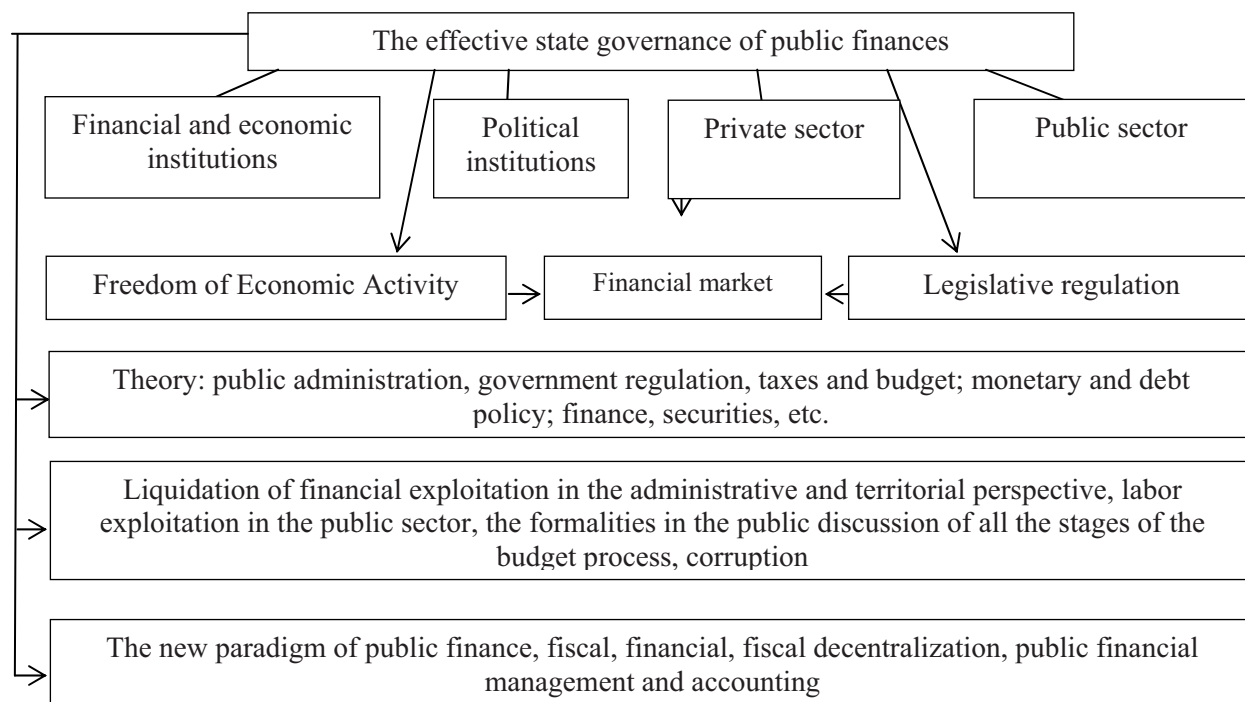 The effective state governance of public finances
Financial and economic
institutions
Political
institutions
Private sector
Public sector
Freedom of Economic Activity
Financial market
Legislative regulation
Theory: public administration, government regulation, taxes and budget; monetary and debt
policy; finance, securities, etc.
Liquidation of financial exploitation in the administrative and territorial perspective, labor
exploitation in the public sector, the formalities in the public discussion of all the stages of the
budget process, corruption
The new paradigm of public finance, fiscal, financial, fiscal decentralization, public financial
management and accounting